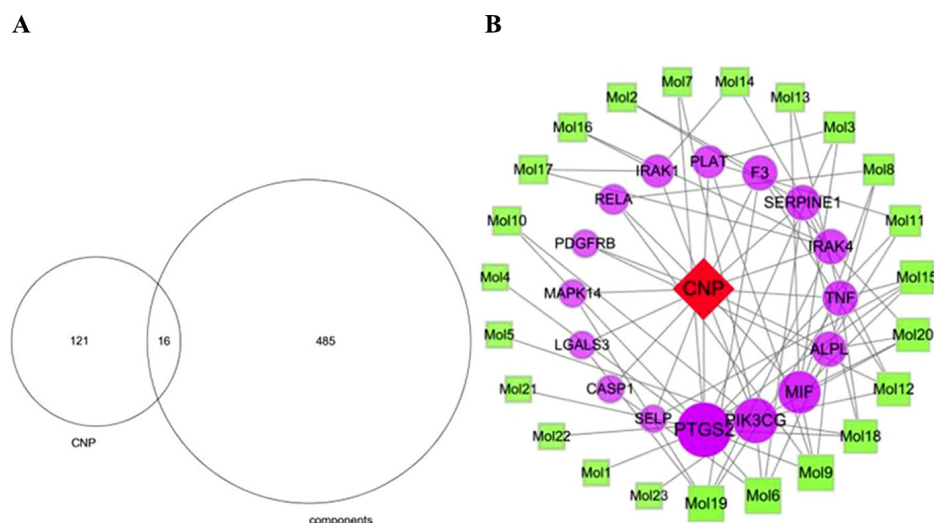 A
B
121
16
485
CNP
components
Mol7
Mol14
Mol2
Mol13
Mol16
Mol3
Mol17
Mol8
Mol10
Mol11
Mol4
Mol15
Mol5
Mol20
Mol21
Mol12
Mol22
Mol18
Mol1
Mol9
Mol23
Mol19
Mol6
PLAT
F3
IRAK1
SERPINE1
RELA
IRAK4
PDGFRB
CNP
MAPK14
TNF
LGALS3
ALPL
CASP1
MIF
SELP
PTGS2
PIK3CG